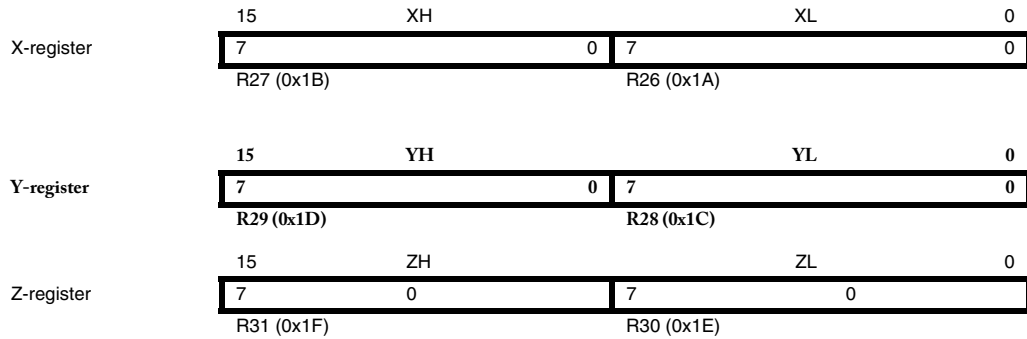 15 XH XL 0
X-register 7 0 7 0
R27 (0x1B) R26 (0x1A)
15 YH YL 0
Y-register 7 0 7 0
R29 (0x1D) R28 (0x1C)
15 ZH ZL 0
Z-register 7 0 7 0
R31 (0x1F) R30 (0x1E)